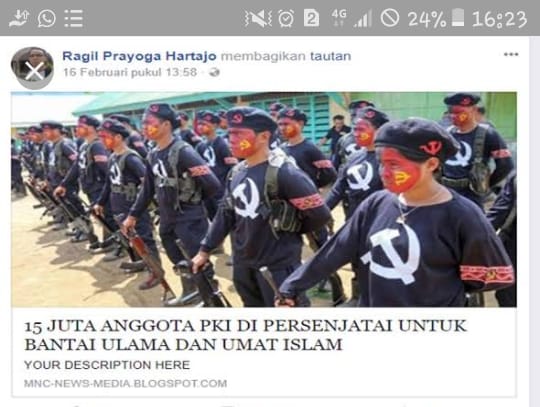 2 4G 24% 16:23
Ragil Prayoga Hartajo membagikan tautan
16 Februari pukul 13:58 ·
15 JUTA ANGGOTA PKI DI PERSENJATAI UNTUK
BANTAI ULAMA DAN UMAT ISLAM
YOUR DESCRIPTION HERE
MNC-NEWS-MEDIA.BLOGSPOT.COM